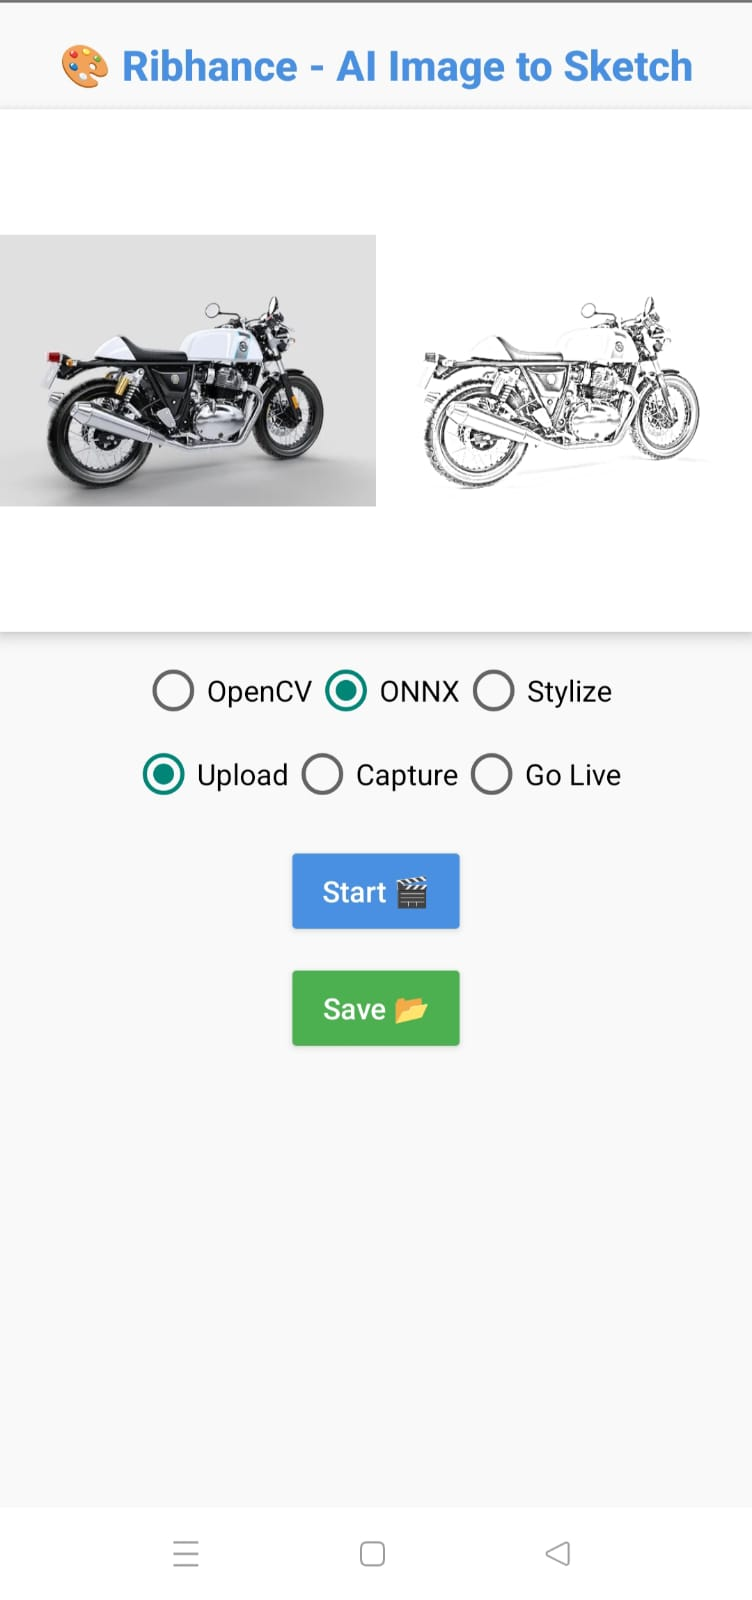 🎨 Ribhance - AI Image to Sketch
OpenCV ONNX Stylize
Upload Capture Go Live
Start 🎬
Save 📂